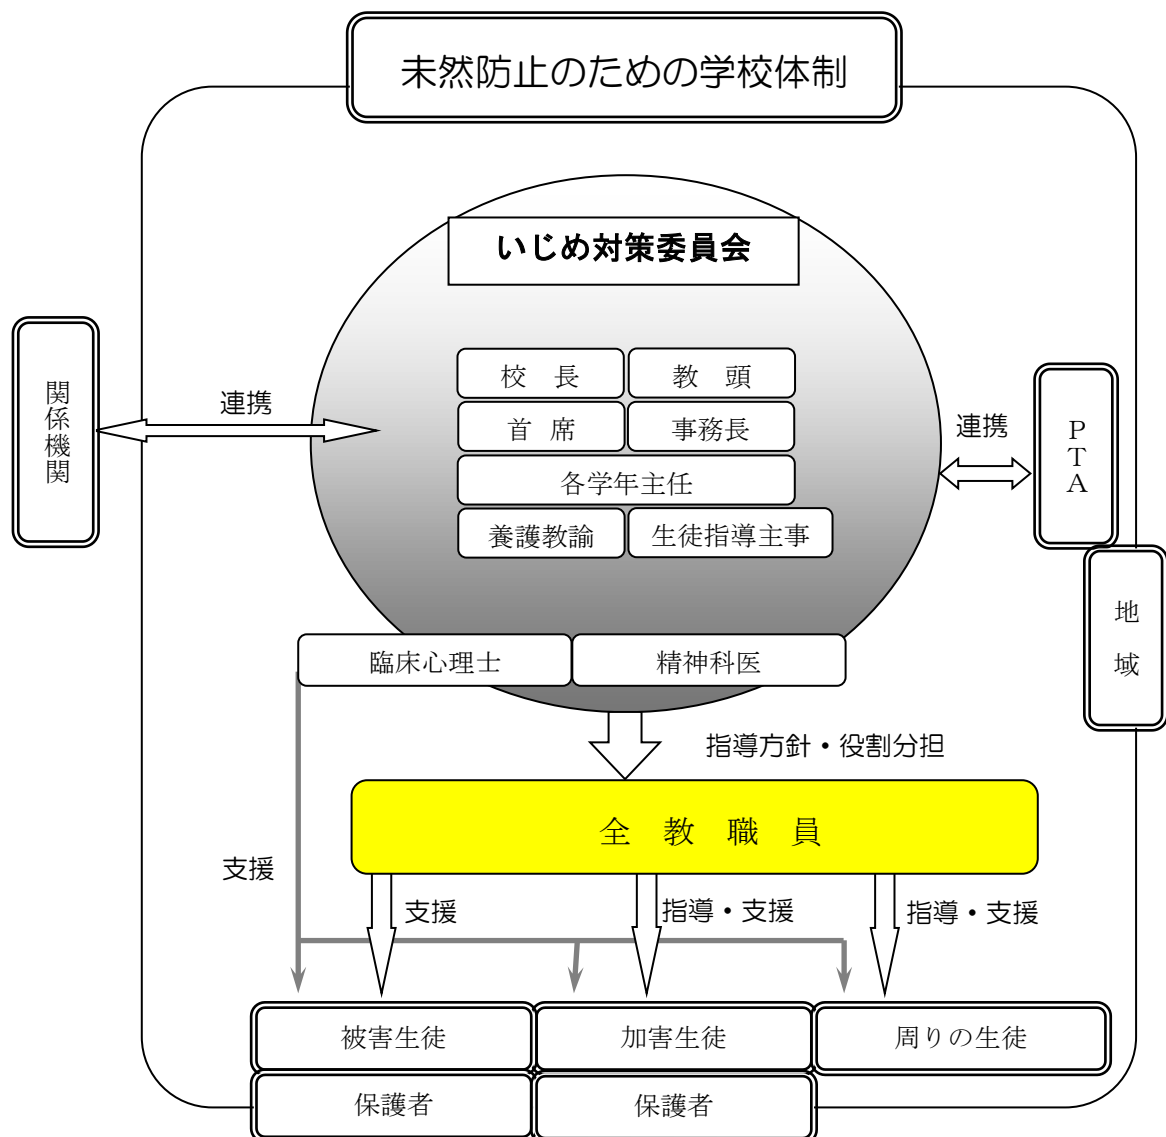 未然防止のための学校体制
いじめ対策委員会
校　長
教　頭
首　席
事務長
各学年主任
養護教諭
生徒指導主事
臨床心理士
精神科医
関係機関
連携
連携
ＰＴＡ
地域
指導方針・役割分担
全　教　職　員
支援
支援
指導・支援
指導・支援
被害生徒
加害生徒
周りの生徒
保護者
保護者